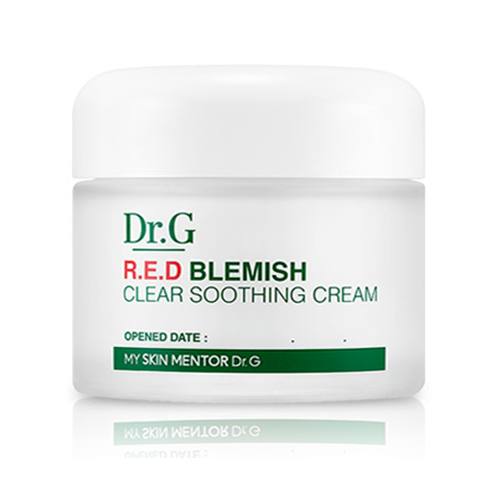 Dr.G
R.E.D BLEMISH
CLEAR SOOTHING CREAM
OPENED DATE : . .
MY SKIN MENTOR Dr.G